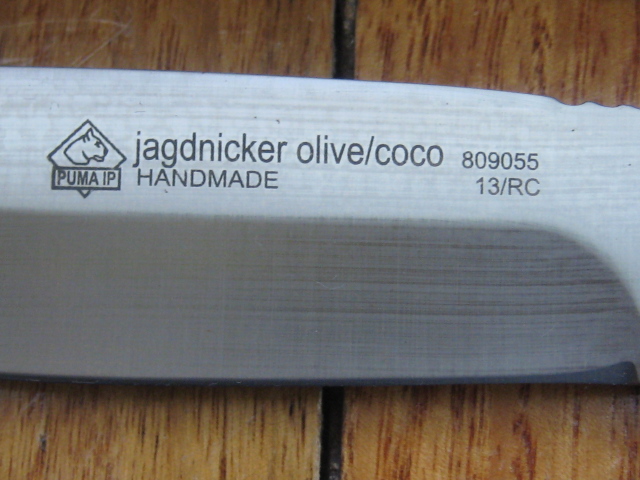 PUMA IP
jagdnicker olive/coco 809055
HANDMADE 13/RC